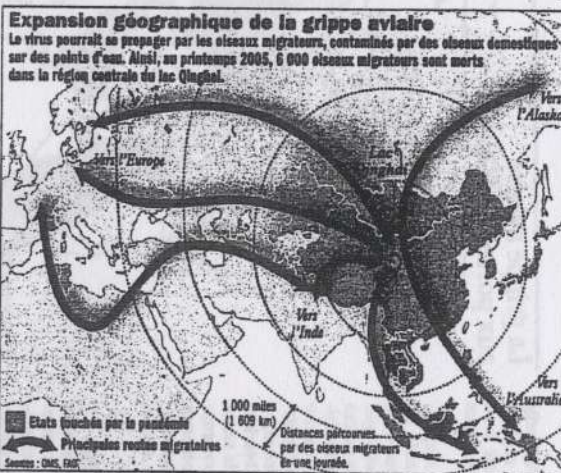 Expansion géographique de la grippe aviaire
Le virus pourrait se propager par les oiseaux migrateurs, contaminés par des oiseaux domestiques
sur des points d'eau. Ainsi, au printemps 2005, 6 000 oiseaux migrateurs sont morts
dans la région centrale du lac Qinghai.
Vers
l'Alaska
Vers l'Europe
Lac
Qinghai
Vers
l'Inde
Vers
l'Australie
Etats touchés par la pandémie
Principales routes migratoires
1 000 miles
(1 609 km)
Distances parcourues
par des oiseaux migrateurs
en une journée.
Sources : OMS, FAO